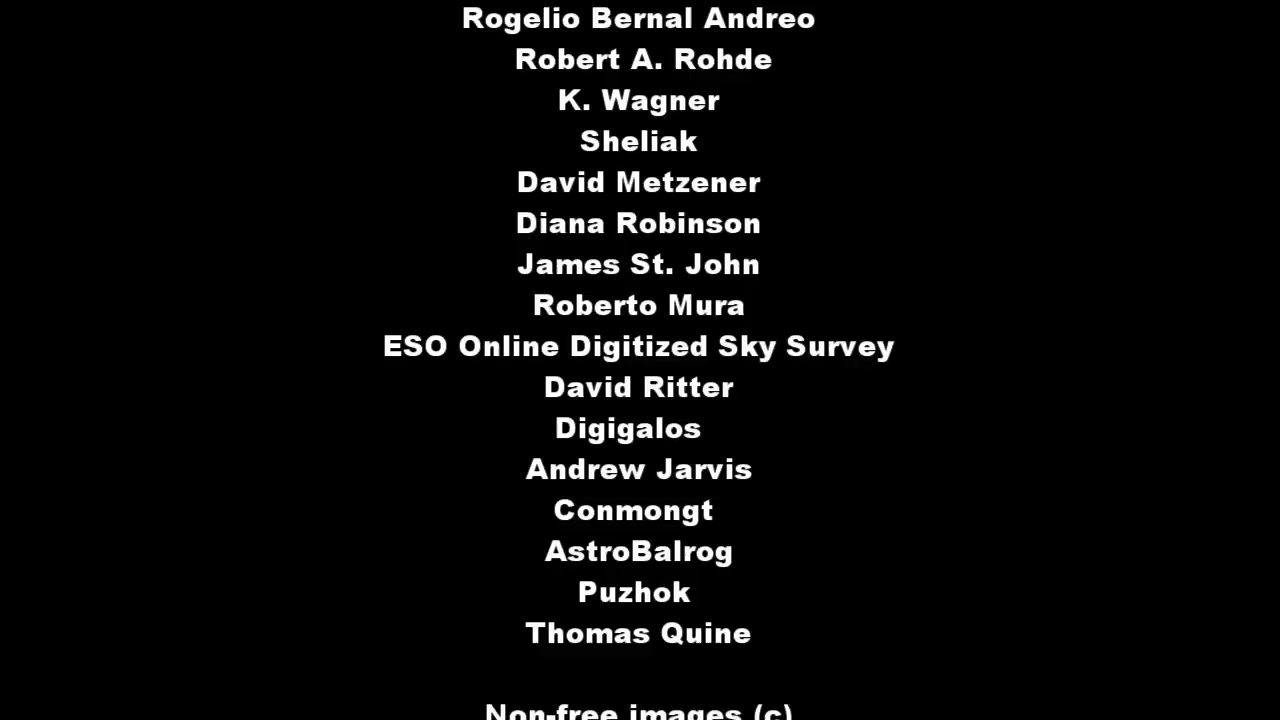 Rogelio Bernal Andreo
Robert A. Rohde
K. Wagner
Sheliak
David Metzener
Diana Robinson
James St. John
Roberto Mura
ESO Online Digitized Sky Survey
David Ritter
Digigalos
Andrew Jarvis
Conmongt
AstroBalrog
Puzhok
Thomas Quine
Non-free images (c)